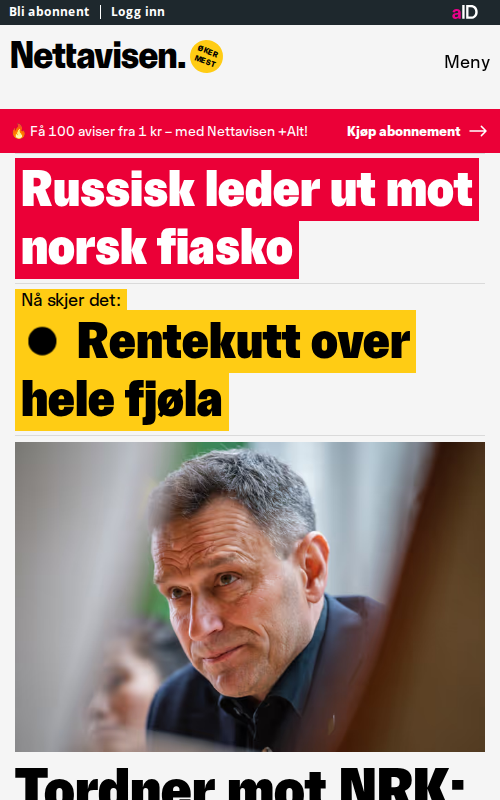 Bli abonnent | Logg inn
aID
Nettavisen.
ØKER
MEST
Meny
🔥 Få 100 aviser fra 1 kr – med Nettavisen +Alt!
Kjøp abonnement →
Russisk leder ut mot
norsk fiasko
Nå skjer det:
Rentekutt over
hele fjøla
Tordner mot NRK: